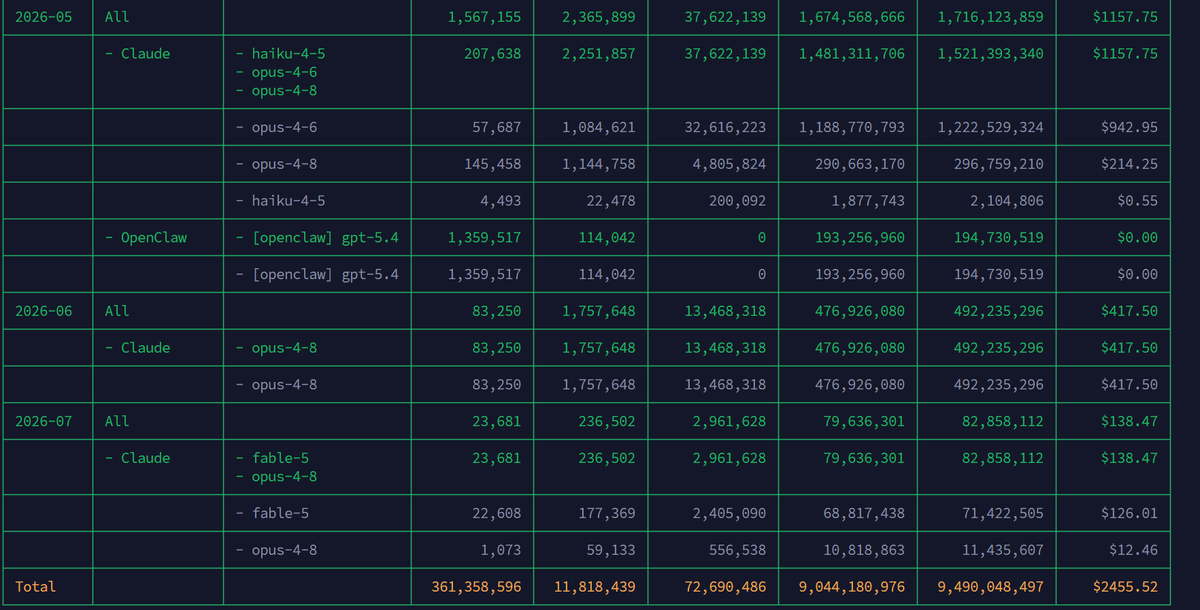 2026-05 All 1,567,155 2,365,899 37,622,139 1,674,568,666 1,716,123,859 $1157.75
- Claude - haiku-4-5 207,638 2,251,857 37,622,139 1,481,311,706 1,521,393,340 $1157.75
- opus-4-6
- opus-4-8
- opus-4-6 57,687 1,084,621 32,616,223 1,188,770,793 1,222,529,324 $942.95
- opus-4-8 145,458 1,144,758 4,805,824 290,663,170 296,759,210 $214.25
- haiku-4-5 4,493 22,478 200,092 1,877,743 2,104,806 $0.55
- OpenClaw - [openclaw] gpt-5.4 1,359,517 114,042 0 193,256,960 194,730,519 $0.00
- [openclaw] gpt-5.4 1,359,517 114,042 0 193,256,960 194,730,519 $0.00
2026-06 All 83,250 1,757,648 13,468,318 476,926,080 492,235,296 $417.50
- Claude - opus-4-8 83,250 1,757,648 13,468,318 476,926,080 492,235,296 $417.50
- opus-4-8 83,250 1,757,648 13,468,318 476,926,080 492,235,296 $417.50
2026-07 All 23,681 236,502 2,961,628 79,636,301 82,858,112 $138.47
- Claude - fable-5 23,681 236,502 2,961,628 79,636,301 82,858,112 $138.47
- opus-4-8
- fable-5 22,608 177,369 2,405,090 68,817,438 71,422,505 $126.01
- opus-4-8 1,073 59,133 556,538 10,818,863 11,435,607 $12.46
Total 361,358,596 11,818,439 72,690,486 9,044,180,976 9,490,048,497 $2455.52